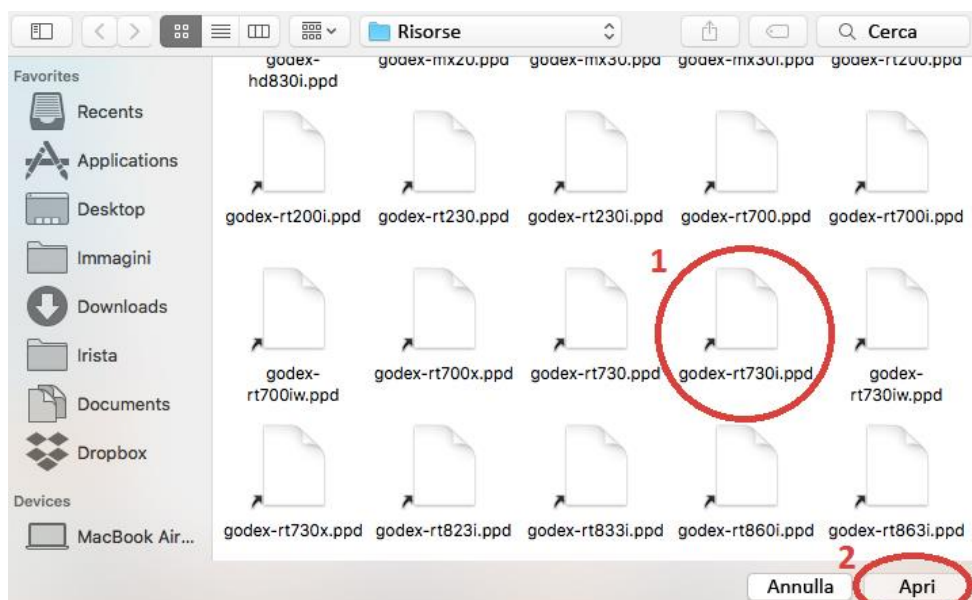 Risorse
Cerca
Favorites
Recents
Applications
Desktop
Immagini
Downloads
Irista
Documents
Dropbox
Devices
MacBook Air...
godex-
hd830i.ppd
godex-mx20.ppd
godex-mx30.ppd
godex-mx30i.ppd
godex-rt200.ppd
godex-rt200i.ppd
godex-rt230.ppd
godex-rt230i.ppd
godex-rt700.ppd
godex-rt700i.ppd
1
godex-
rt700iw.ppd
godex-rt700x.ppd
godex-rt730.ppd
godex-rt730i.ppd
godex-
rt730iw.ppd
godex-rt730x.ppd
godex-rt823i.ppd
godex-rt833i.ppd
godex-rt860i.ppd
godex-rt863i.ppd
2
Annulla
Apri